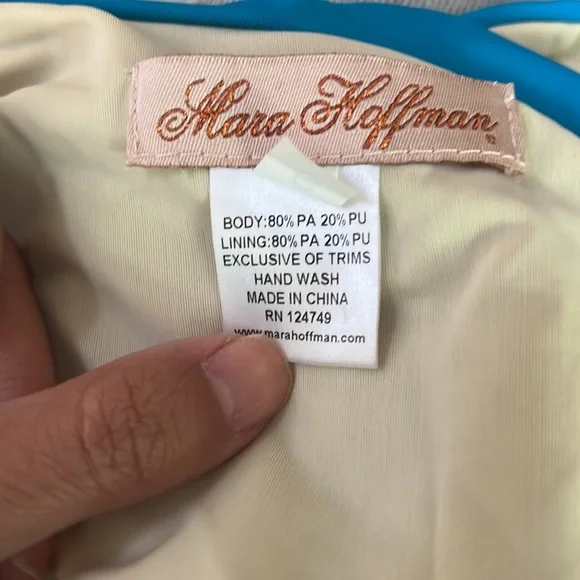 Mara Hoffman
BODY:80% PA 20% PU
LINING:80% PA 20% PU
EXCLUSIVE OF TRIMS
HAND WASH
MADE IN CHINA
RN 124749
www.marahoffman.com